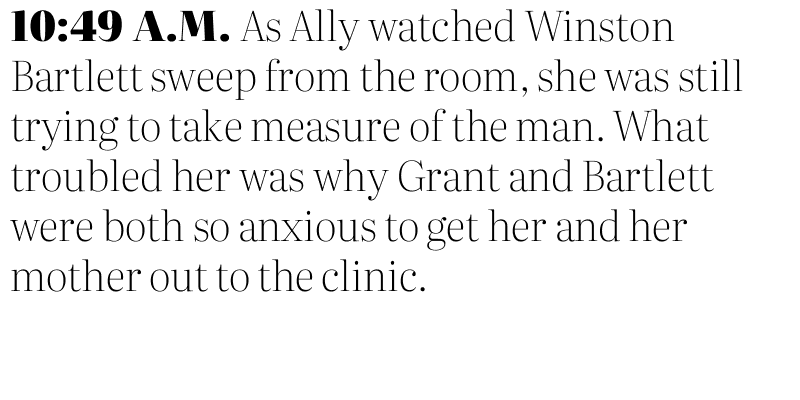 10:49 A.M. As Ally watched Winston
Bartlett sweep from the room, she was still
trying to take measure of the man. What
troubled her was why Grant and Bartlett
were both so anxious to get her and her
mother out to the clinic.